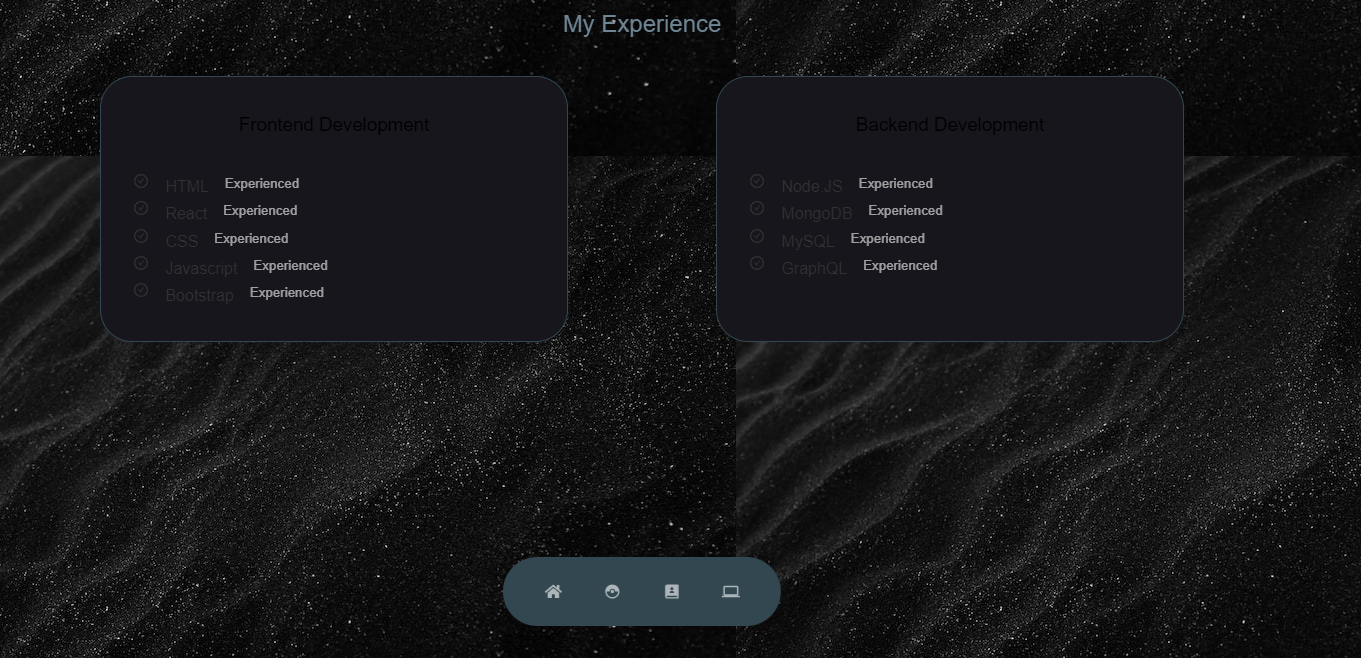 My Experience
Frontend Development
HTML Experienced
React Experienced
CSS Experienced
Javascript Experienced
Bootstrap Experienced
Backend Development
Node.JS Experienced
MongoDB Experienced
MySQL Experienced
GraphQL Experienced